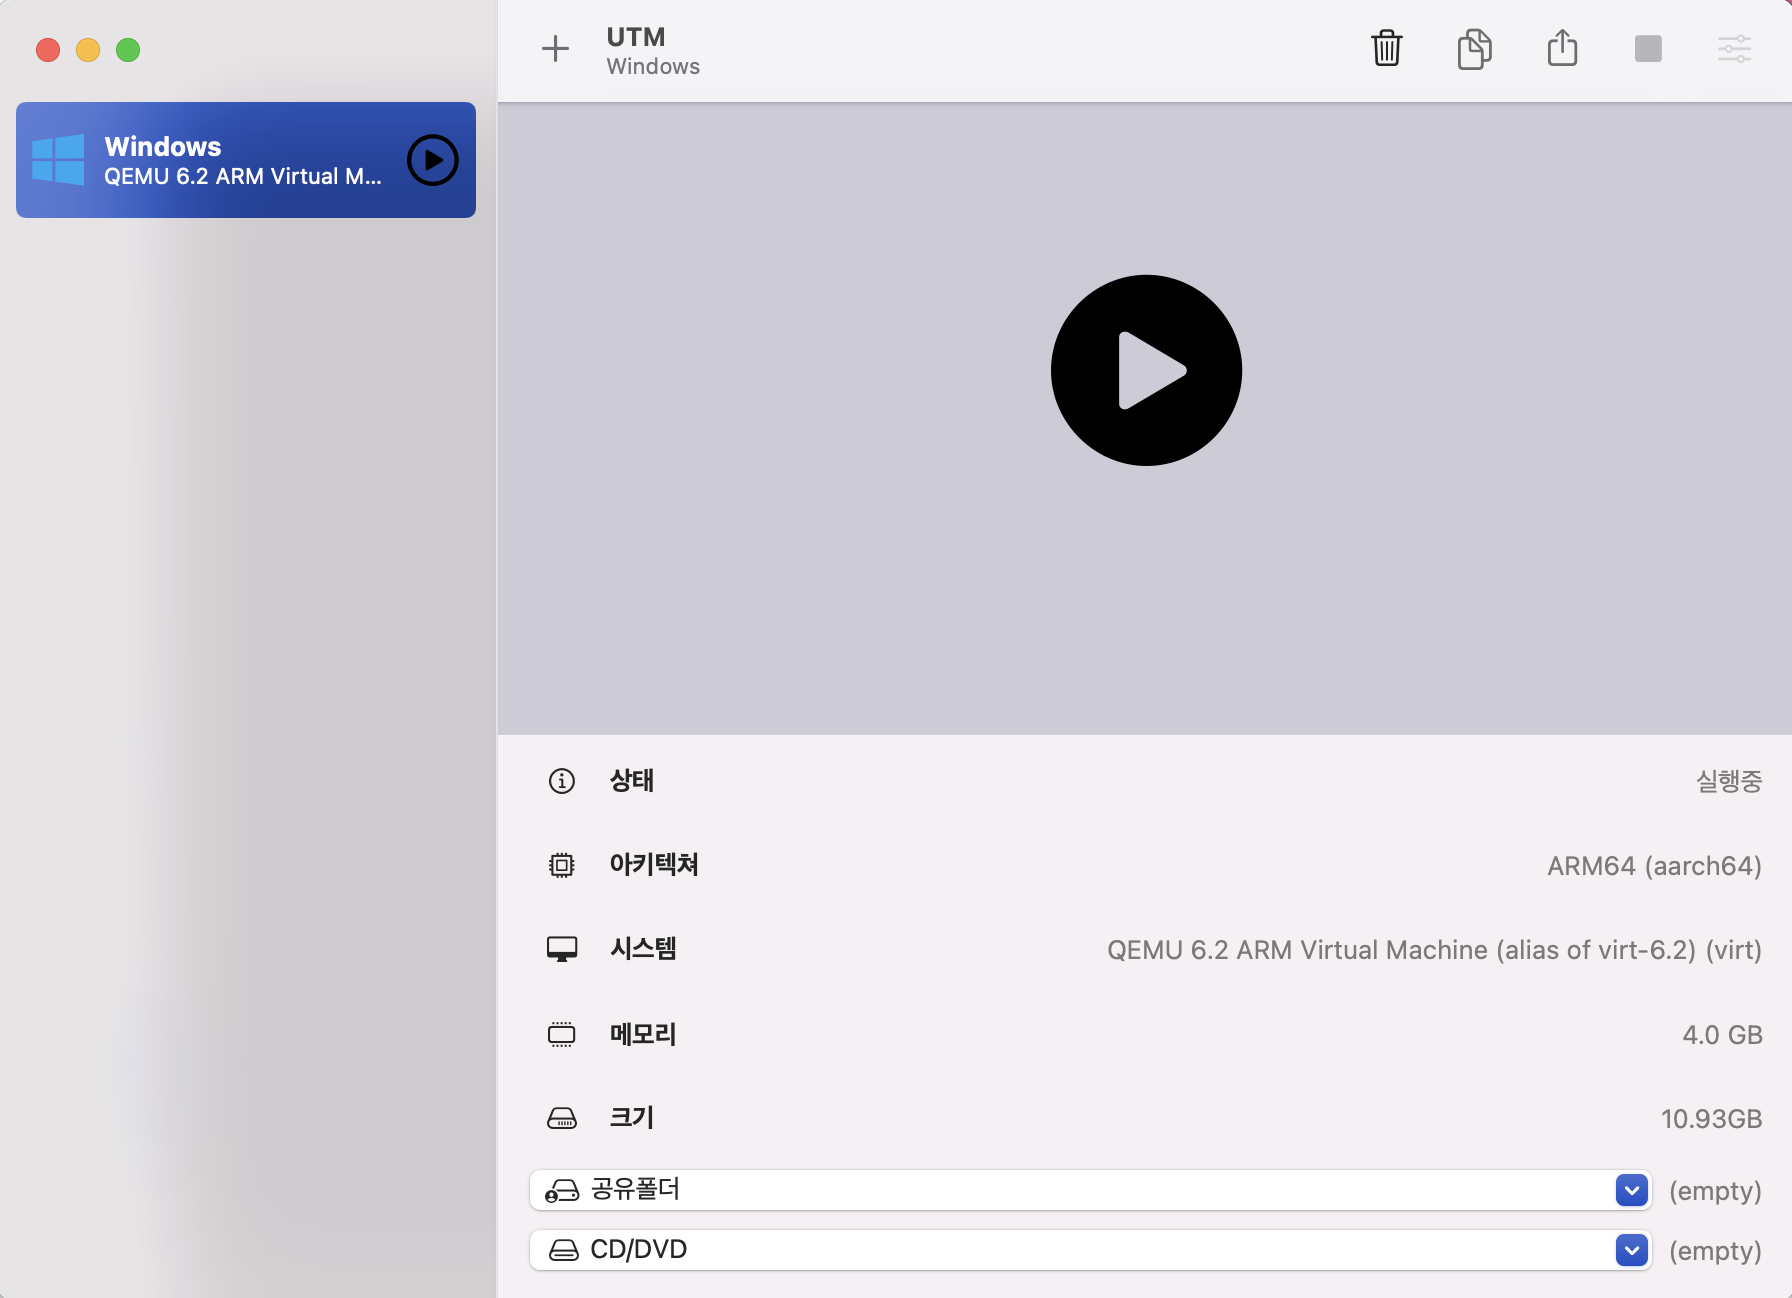 UTM
Windows
Windows
QEMU 6.2 ARM Virtual M...
상태
실행중
아키텍쳐
ARM64 (aarch64)
시스템
QEMU 6.2 ARM Virtual Machine (alias of virt-6.2) (virt)
메모리
4.0 GB
크기
10.93GB
공유폴더
(empty)
CD/DVD
(empty)